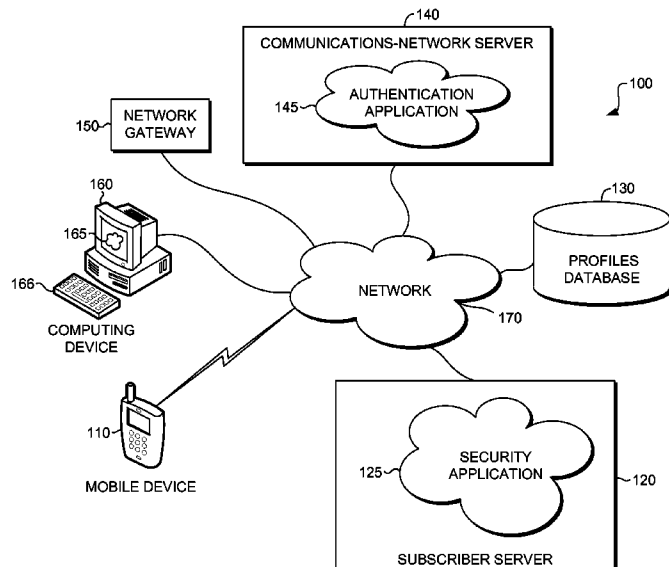 140
COMMUNICATIONS-NETWORK SERVER
145
AUTHENTICATION
APPLICATION
100
150
NETWORK
GATEWAY
160
165
166
COMPUTING
DEVICE
130
PROFILES
DATABASE
NETWORK
170
110
MOBILE DEVICE
125
SECURITY
APPLICATION
120
SUBSCRIBER SERVER